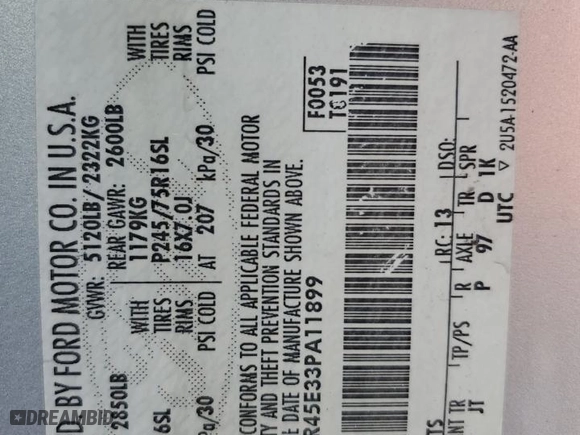 D BY FORD MOTOR CO. IN U.S.A.
GVWR: 5120LB/ 2322KG
2850LB REAR GAWR: 2600LB
1179KG
WITH TIRES RIMS PSI COLD
P245/75R16SL
WITH TIRES RIMS PSI COLD
6SL
16X7.0J
kPa/30 AT 207 kPa/30
CONFORMS TO ALL APPLICABLE FEDERAL MOTOR
TY AND THEFT PREVENTION STANDARDS IN
E DATE OF MANUFACTURE SHOWN ABOVE.
R45E33PA11899
F0053
T0191
RC: 13 DSO:
NT TR TP/PS R AXLE TR SPR
JT P 97 D 1K
UTC ▽ 2U5A-1520472-AA
DREAMBID